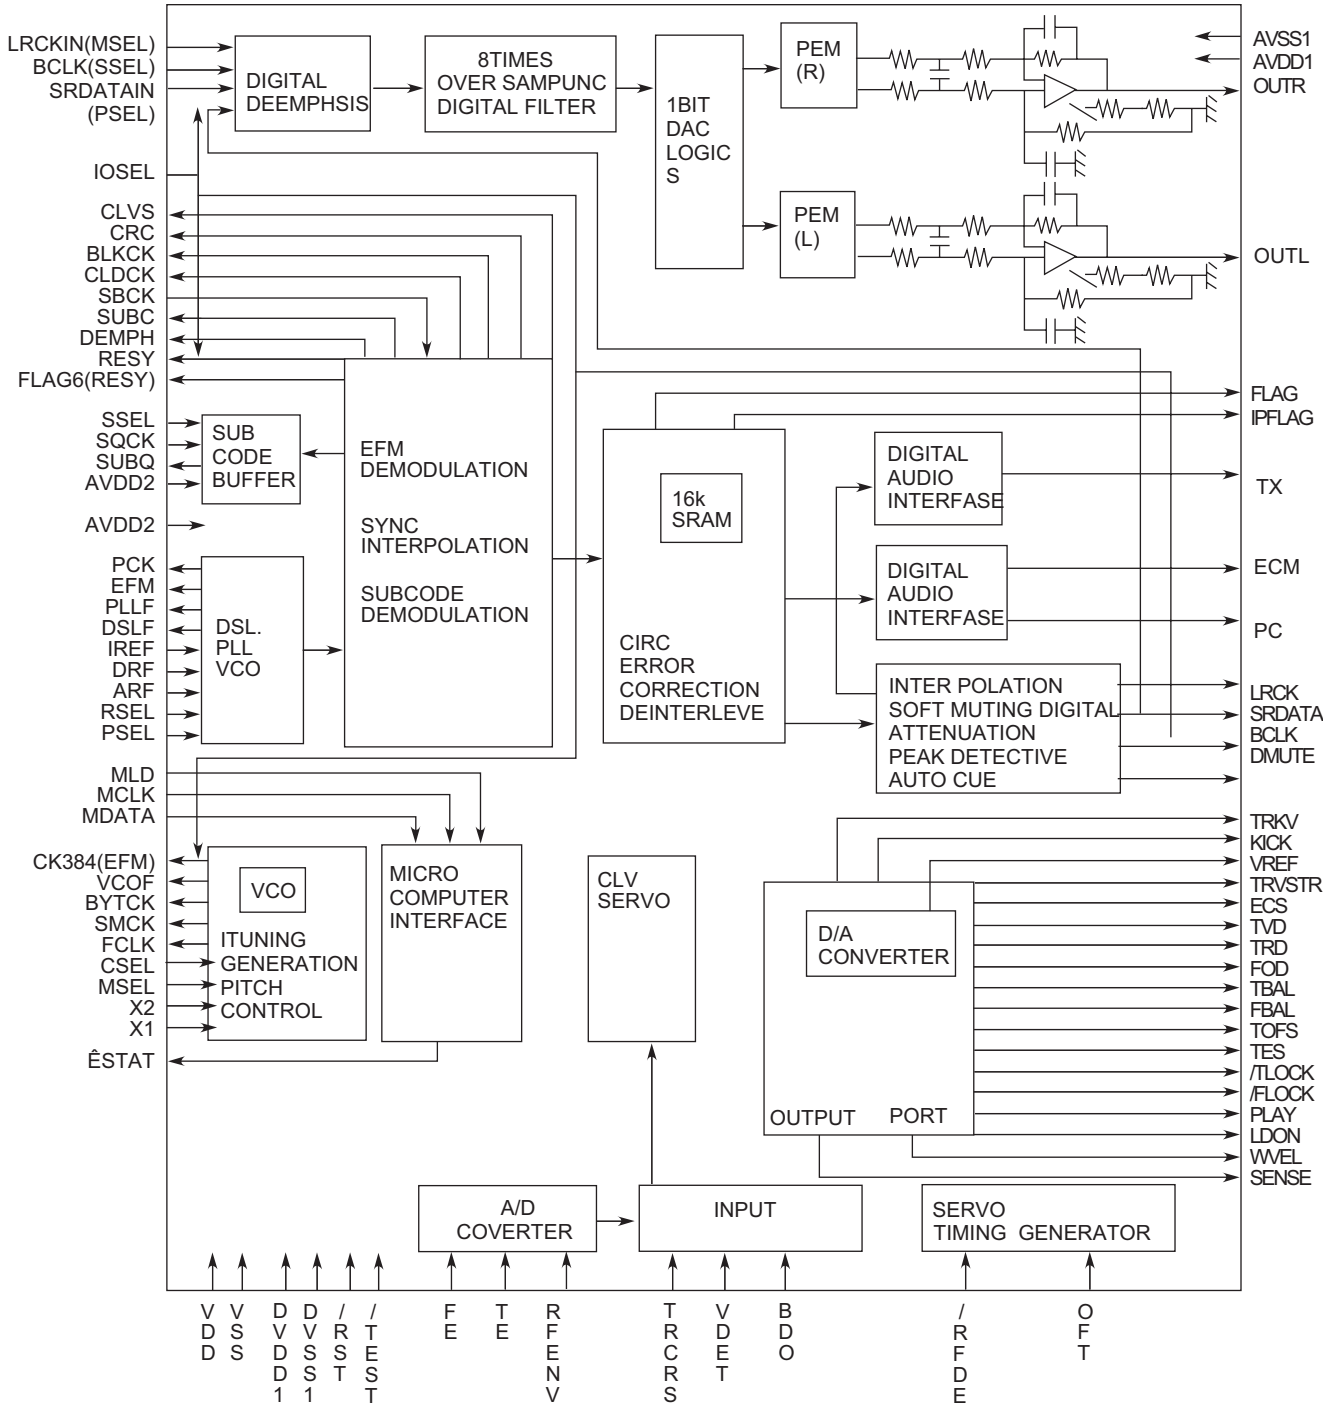 LRCKIN(MSEL)
BCLK(SSEL)
SRDATAIN
(PSEL)
IOSEL
CLVS
CRC
BLKCK
CLDCK
SBCK
SUBC
DEMPH
RESY
FLAG6(RESY)
SSEL
SQCK
SUBQ
AVDD2
AVDD2
PCK
EFM
PLLF
DSLF
IREF
DRF
ARF
RSEL
PSEL
MLD
MCLK
MDATA
CK384(EFM)
VCOF
BYTCK
SMCK
FCLK
CSEL
MSEL
X2
X1
ÊSTAT
DIGITAL
DEEMPHSIS
8TIMES
OVER SAMPUNC
DIGITAL FILTER
1BIT
DAC
LOGIC
S
PEM
(R)
PEM
(L)
SUB
CODE
BUFFER
EFM
DEMODULATION
SYNC
INTERPOLATION
SUBCODE
DEMODULATION
DSL.
PLL
VCO
16k
SRAM
CIRC
ERROR
CORRECTION
DEINTERLEVE
DIGITAL
AUDIO
INTERFASE
DIGITAL
AUDIO
INTERFASE
INTER POLATION
SOFT MUTING DIGITAL
ATTENUATION
PEAK DETECTIVE
AUTO CUE
VCO
ITUNING
GENERATION
PITCH
CONTROL
MICRO
COMPUTER
INTERFACE
CLV
SERVO
D/A
CONVERTER
OUTPUT PORT
A/D
COVERTER
INPUT
SERVO
TIMING GENERATOR
AVSS1
AVDD1
OUTR
OUTL
FLAG
IPFLAG
TX
ECM
PC
LRCK
SRDATA
BCLK
DMUTE
TRKV
KICK
VREF
TRVSTR
ECS
TVD
TRD
FOD
TBAL
FBAL
TOFS
TES
/TLOCK
/FLOCK
PLAY
LDON
WVEL
SENSE
VDD
VSS
DVDD1
DVSS1
/RST
/TEST
FE
TE
RFENV
TRCRS
VDET
BDO
/RFDE
OFT